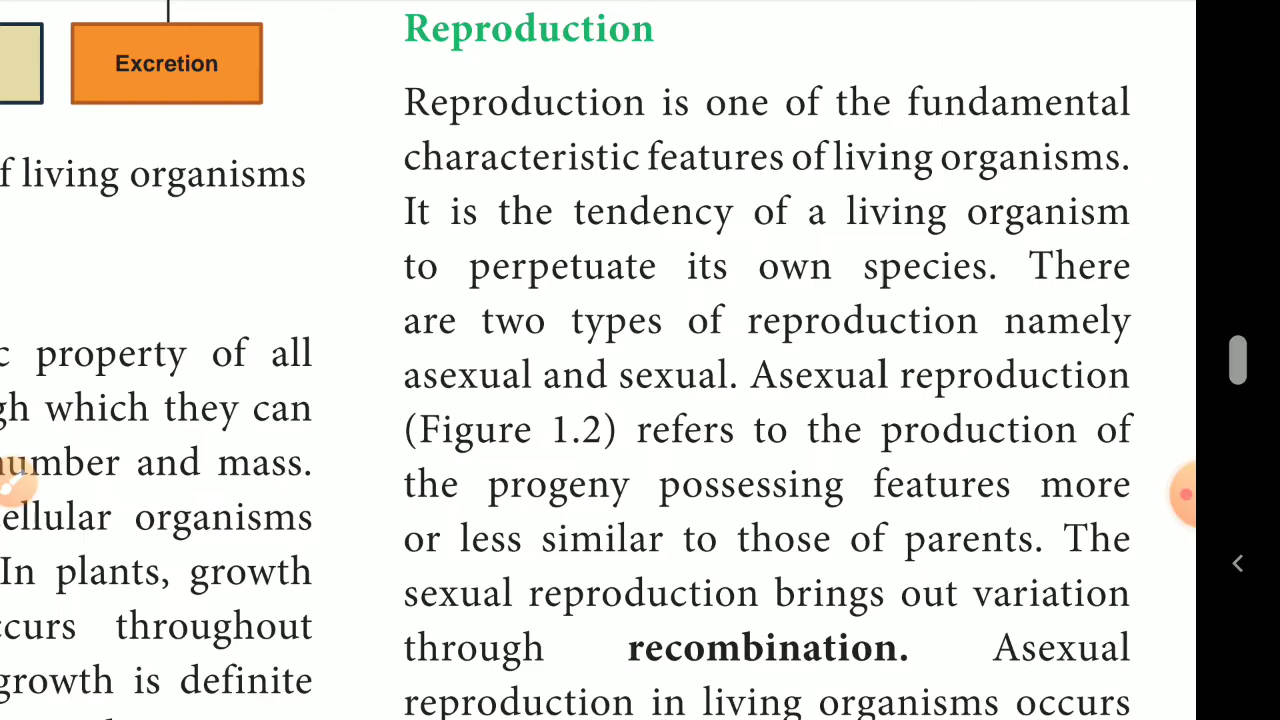 Excretion
f living organisms
c property of all
gh which they can
number and mass.
ellular organisms
In plants, growth
ccurs throughout
growth is definite
Reproduction
Reproduction is one of the fundamental
characteristic features of living organisms.
It is the tendency of a living organism
to perpetuate its own species. There
are two types of reproduction namely
asexual and sexual. Asexual reproduction
(Figure 1.2) refers to the production of
the progeny possessing features more
or less similar to those of parents. The
sexual reproduction brings out variation
through recombination. Asexual
reproduction in living organisms occurs